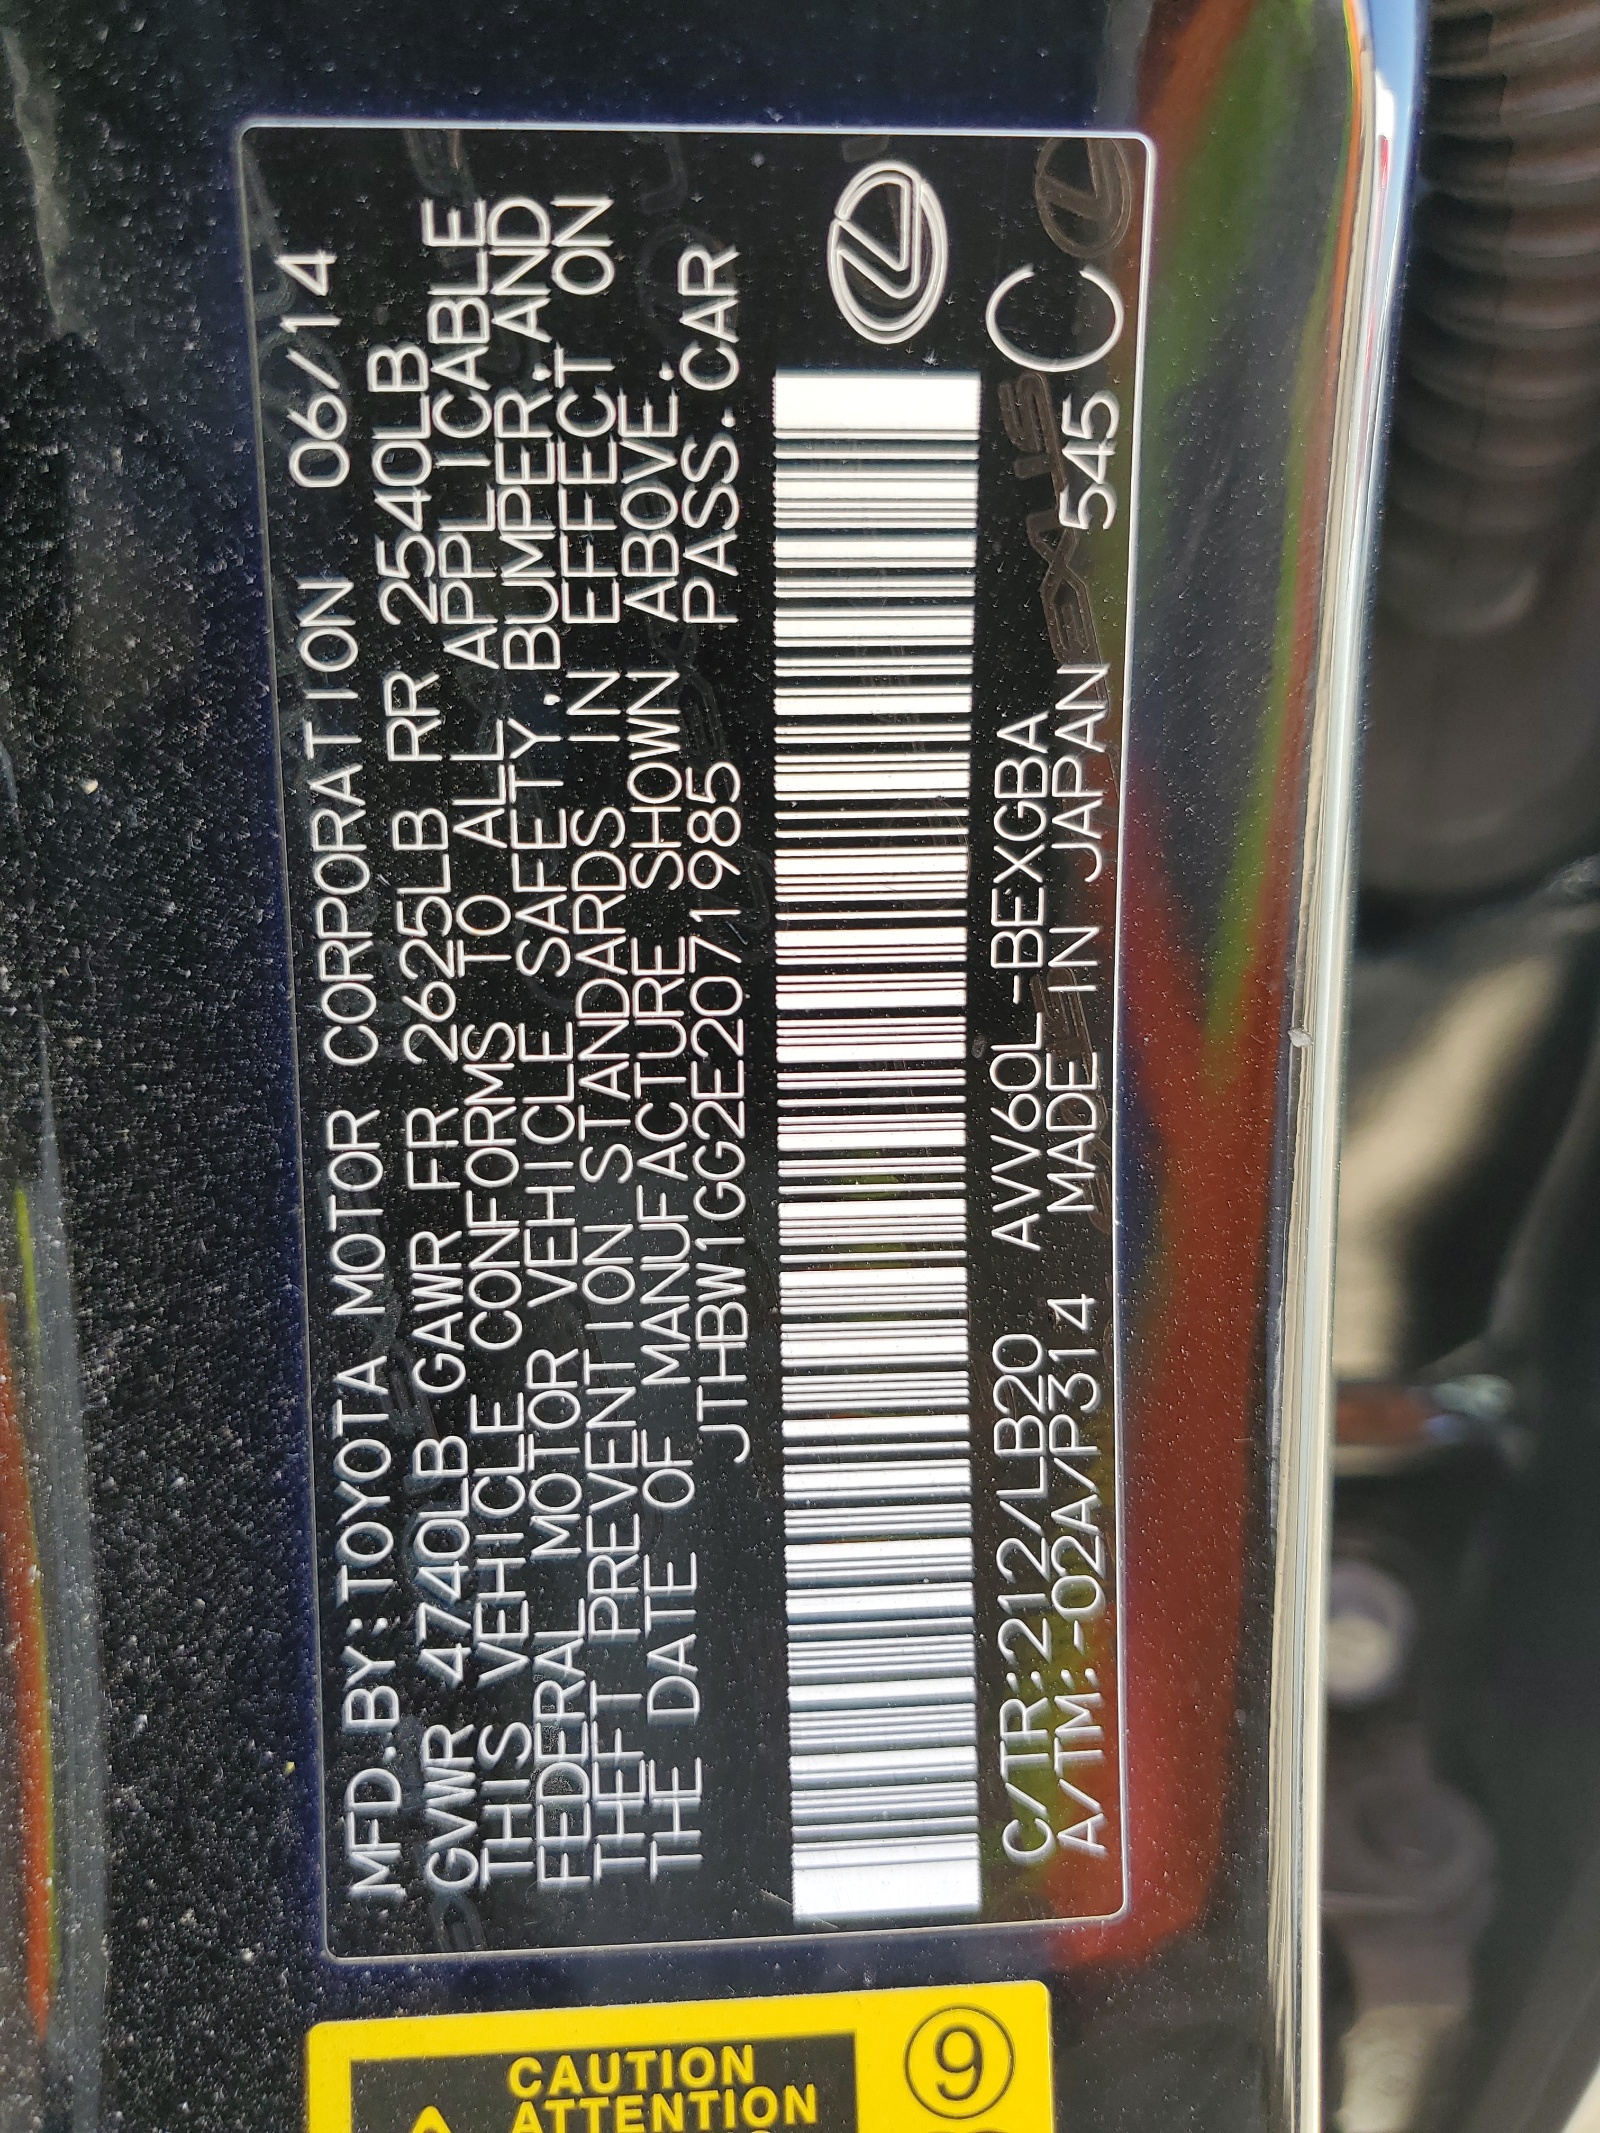 MFD.BY:TOYOTA MOTOR CORPORATION 06/14
GVWR 4740LB GAWR FR 2625LB RR 2540LB
THIS VEHICLE CONFORMS TO ALL APPLICABLE
FEDERAL MOTOR VEHICLE SAFETY,BUMPER,AND
THEFT PREVENTION STANDARDS IN EFFECT ON
THE DATE OF MANUFACTURE SHOWN ABOVE.
JTHBW1GG2E2071985 PASS.CAR
C/TR:212/LB20 AVV60L-BEXGBA
A/TM:-02A/P314 MADE IN JAPAN 545 C
CAUTION
ATTENTION
9